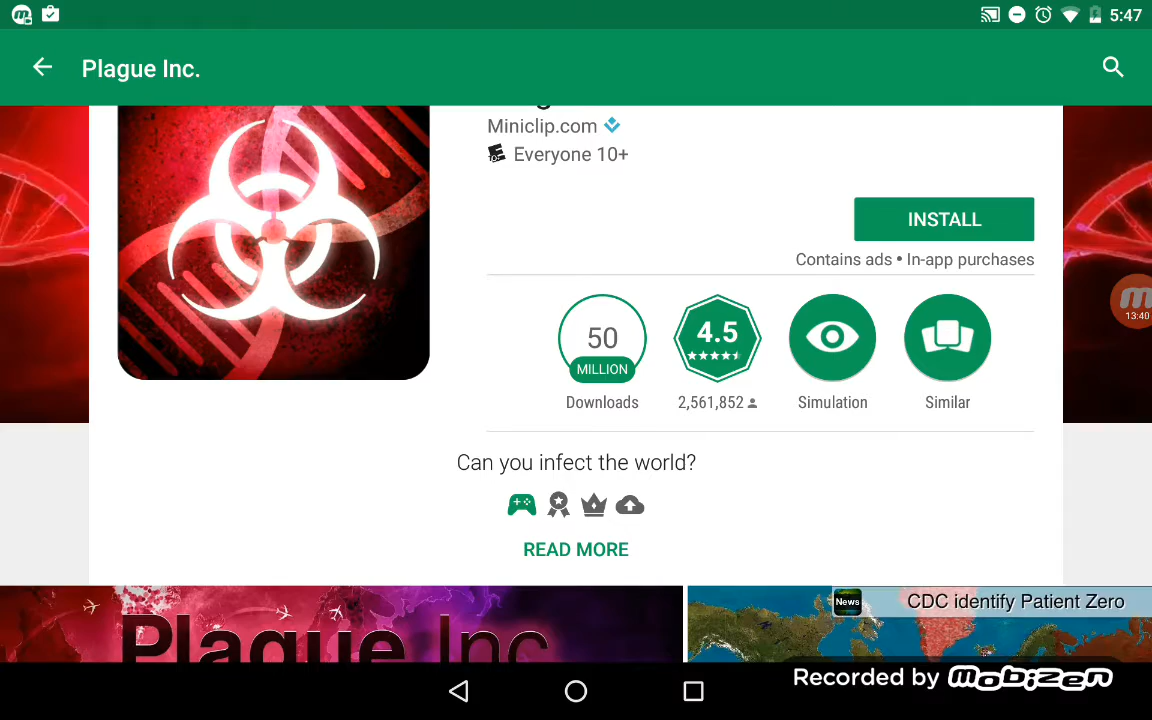 5:47
Plague Inc.
Miniclip.com
Everyone 10+
INSTALL
Contains ads • In-app purchases
50
MILLION
Downloads
4.5
2,561,852
Simulation
Similar
13:40
Can you infect the world?
READ MORE
Plague Inc
News
CDC identify Patient Zero
Recorded by Mobizen